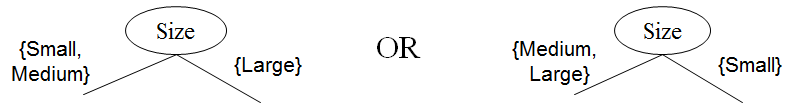 Size
{Small,
Medium}
{Large}
OR
Size
{Medium,
Large}
{Small}